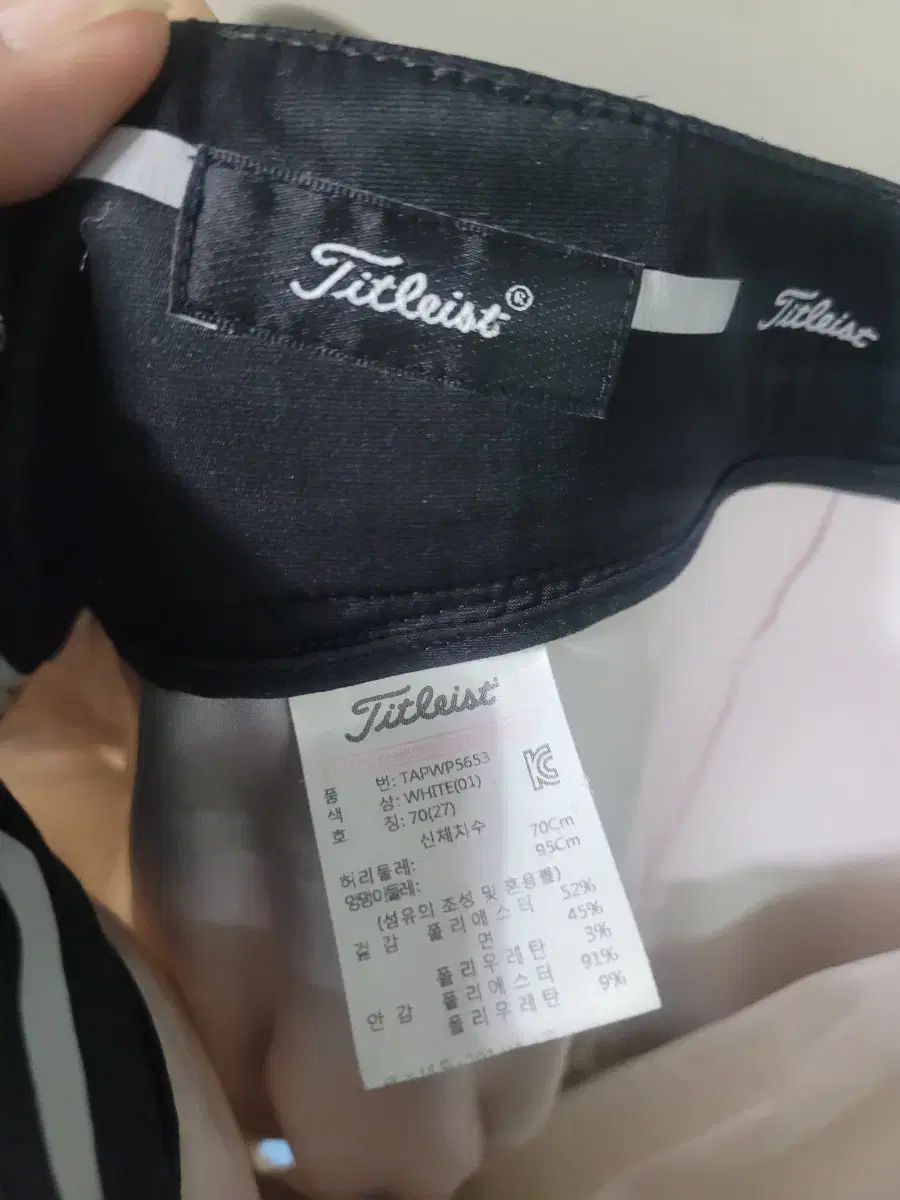 Titleist®
Titleist
Titleist
품 번: TAPWP5653
색 상: WHITE(01)
호 칭: 70(27)
신체치수
허리둘레: 70Cm
엉덩이둘레: 95Cm
(섬유의 조성 및 혼용률)
겉 감 폴리에스터 52%
면 45%
폴리우레탄 3%
안 감 폴리에스터 91%
폴리우레탄 9%